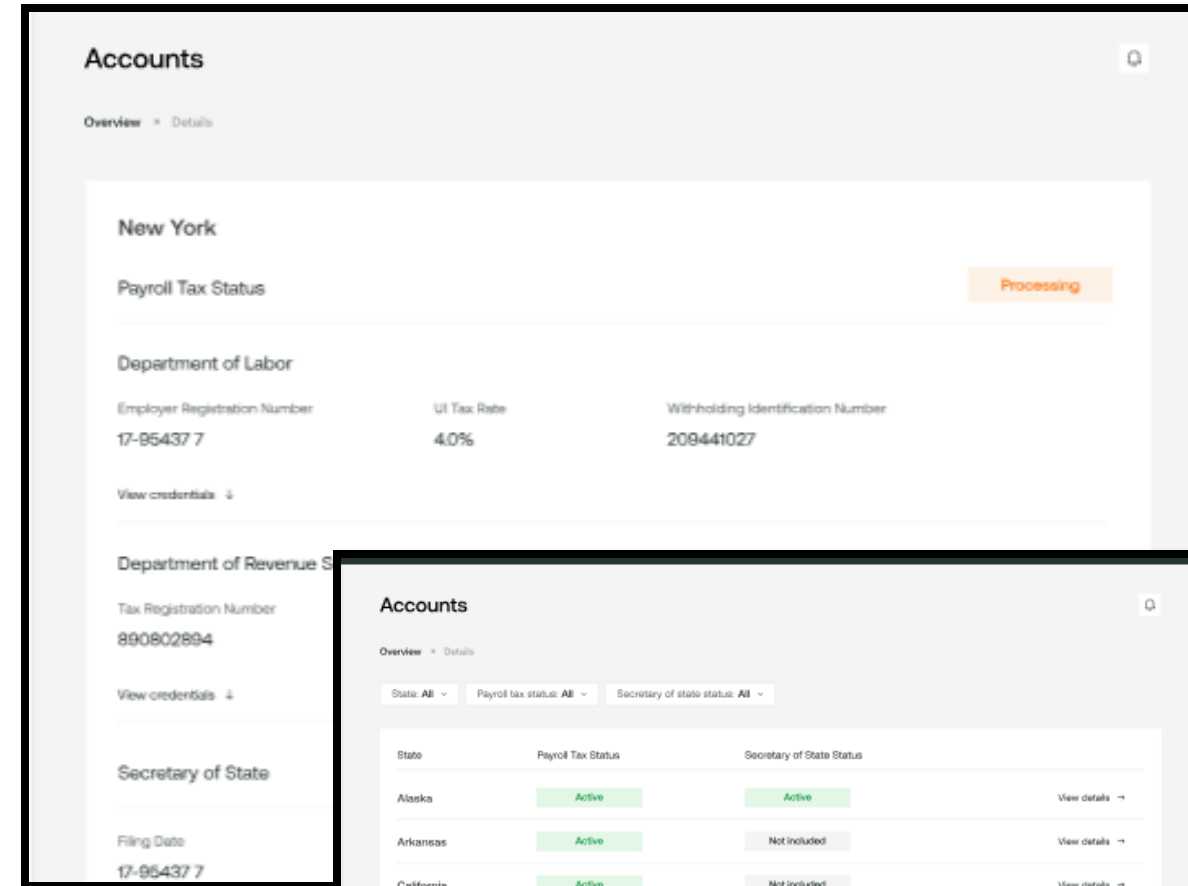 Accounts
Overview Details
New York
Payroll Tax Status Processing
Department of Labor
Employer Registration Number UI Tax Rate Withholding Identification Number
17-95437 7 4.0% 209441027
View credentials ↓
Department of Revenue S
Tax Registration Number
890802894
View credentials ↓
Secretary of State
Filing Date
17-95437 7
Accounts
Overview Details
State: All Payroll tax status: All Secretary of state status: All
State Payroll Tax Status Secretary of State Status
Alaska Active Active View details →
Arkansas Active Not included View details →
California Active Not included View details →